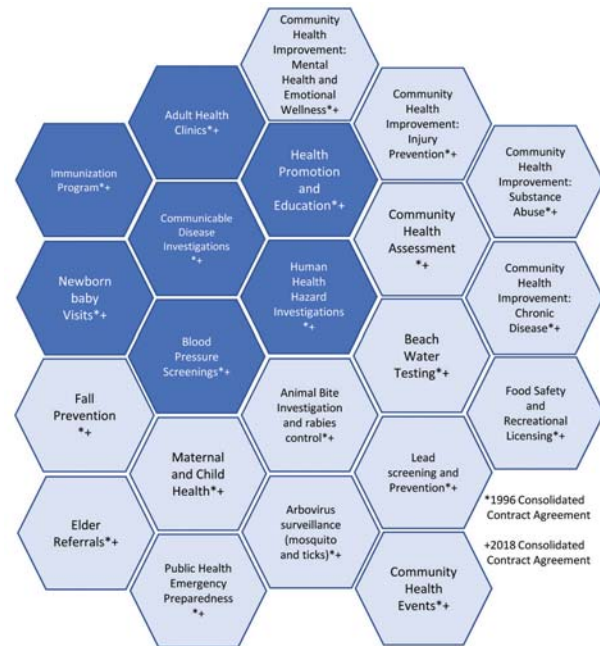 Community
Health
Improvement:
Mental
Health and
Emotional
Wellness*+
Adult Health
Clinics*+
Community
Health
Improvement:
Injury
Prevention*+
Immunization
Program*+
Health
Promotion
and
Education*+
Community
Health
Improvement:
Substance
Abuse*+
Communicable
Disease
Investigations
*+
Community
Health
Assessment
*+
Newborn
baby
Visits*+
Human
Health
Hazard
Investigations
*+
Community
Health
Improvement:
Chronic
Disease*+
Blood
Pressure
Screenings*+
Beach
Water
Testing*+
Fall
Prevention
*+
Animal Bite
Investigation
and rabies
control*+
Food Safety
and
Recreational
Licensing*+
Maternal
and Child
Health*+
Lead
screening and
Prevention*+
Elder
Referrals*+
Arbovirus
surveillance
(mosquito
and ticks)*+
Public Health
Emergency
Preparedness
*+
Community
Health
Events*+
*1996 Consolidated
Contract Agreement
+2018 Consolidated
Contract Agreement